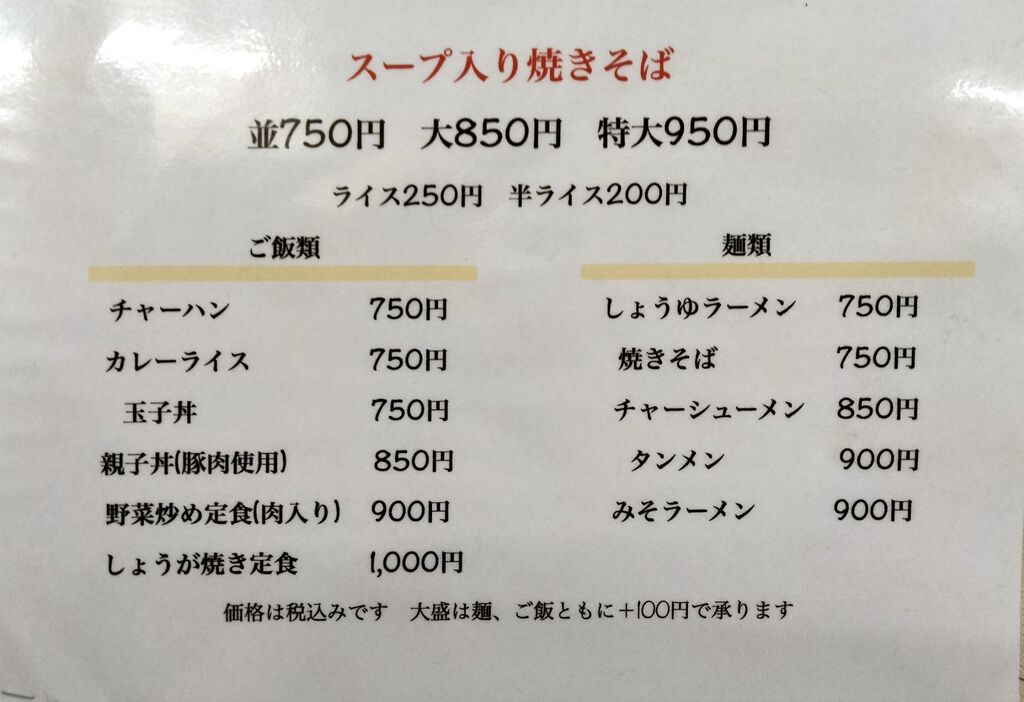 スープ入り焼きそば
並750円　大850円　特大950円
ライス250円　半ライス200円
ご飯類
チャーハン　750円
カレーライス　750円
玉子丼　750円
親子丼(豚肉使用)　850円
野菜炒め定食(肉入り)　900円
しょうが焼き定食　1,000円
麺類
しょうゆラーメン　750円
焼きそば　750円
チャーシューメン　850円
タンメン　900円
みそラーメン　900円
価格は税込みです　大盛は麺、ご飯ともに+100円で承ります